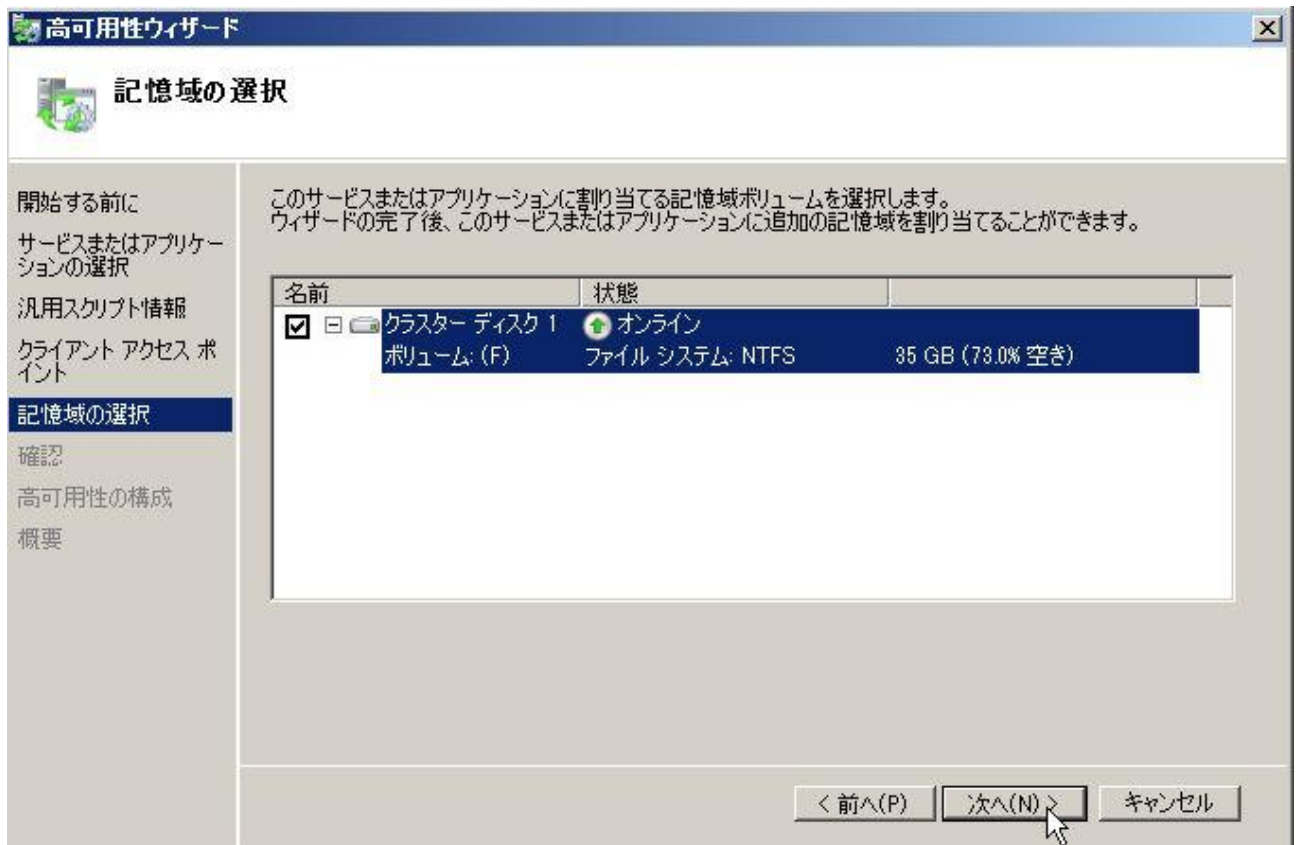 高可用性ウィザード
記憶域の選択
開始する前に
サービスまたはアプリケー
ションの選択
汎用スクリプト情報
クライアント アクセス ポ
イント
記憶域の選択
確認
高可用性の構成
概要
このサービスまたはアプリケーションに割り当てる記憶域ボリュームを選択します。
ウィザードの完了後、このサービスまたはアプリケーションに追加の記憶域を割り当てることができます。
名前 状態
クラスター ディスク 1 オンライン
ボリューム: (F) ファイル システム: NTFS 35 GB (73.0% 空き)
< 前へ(P) 次へ(N) > キャンセル